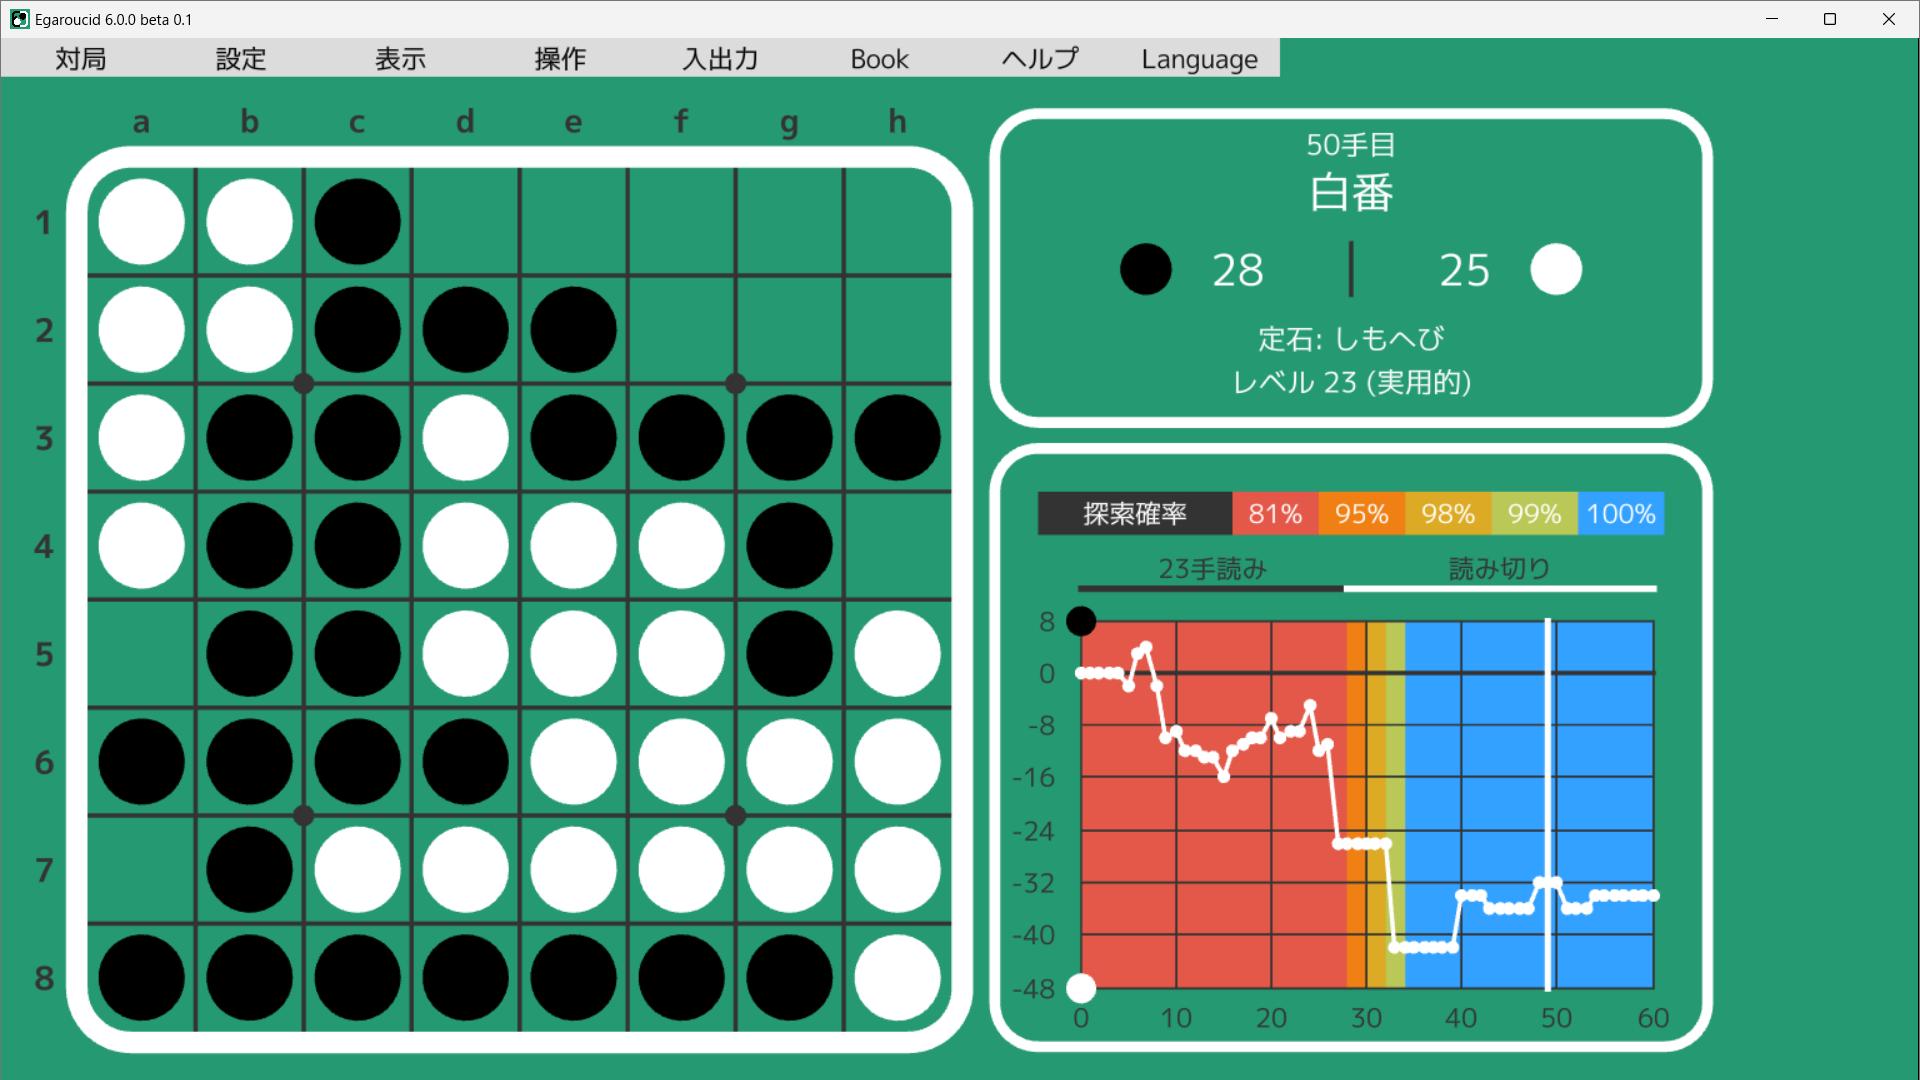 Egaroucid 6.0.0 beta 0.1
対局 設定 表示 操作 入出力 Book ヘルプ Language
a b c d e f g h
1
2
3
4
5
6
7
8
50手目
白番
28 25
定石: しもへび
レベル 23 (実用的)
探索確率 81% 95% 98% 99% 100%
23手読み 読み切り
8
0
-8
-16
-24
-32
-40
-48
0 10 20 30 40 50 60